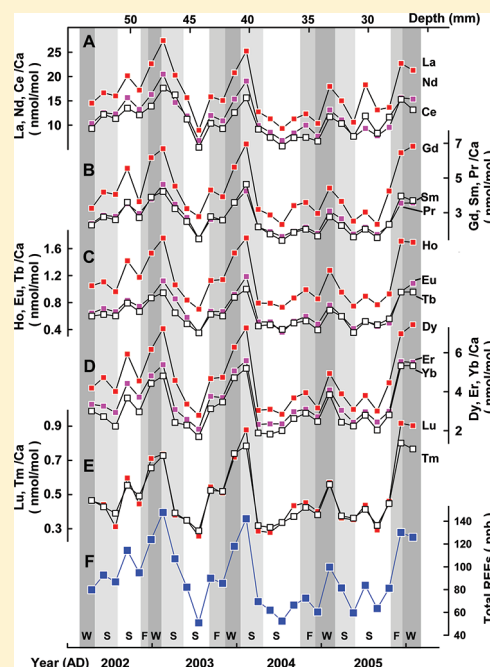 50 45 40 35 30 Depth (mm)
A
La, Nd, Ce /Ca
( nmol/mol)
25
20
15
10
La
Nd
Ce
B
Gd, Sm, Pr /Ca
( nmol/mol)
7
5
3
Gd
Sm
Pr
C
Ho, Eu, Tb /Ca
( nmol/mol)
1.6
1.2
0.8
0.4
Ho
Eu
Tb
D
Dy, Er, Yb /Ca
( nmol/mol)
6
4
2
Dy
Er
Yb
E
Lu, Tm /Ca
( nmol/mol)
0.9
0.7
0.5
0.3
Lu
Tm
F
Total REEs ( ppb)
140
120
100
80
60
40
W S S F W S S F W S S F W S S F W
Year (AD) 2002 2003 2004 2005